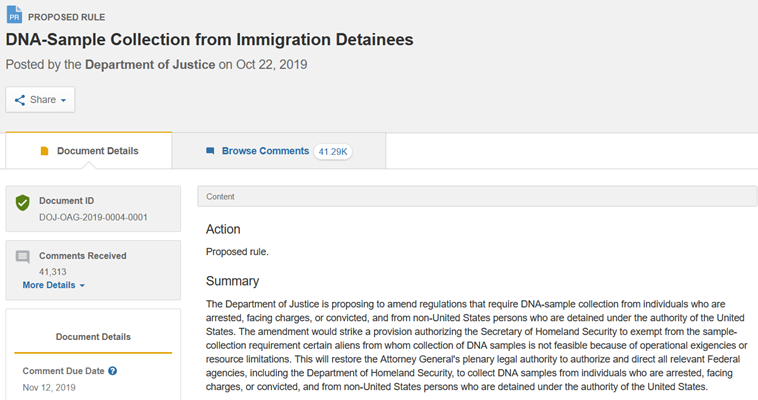 PR PROPOSED RULE
DNA-Sample Collection from Immigration Detainees
Posted by the Department of Justice on Oct 22, 2019
Share
Document Details
Browse Comments 41.29K
Document ID
DOJ-OAG-2019-0004-0001
Comments Received
41,313
More Details
Document Details
Comment Due Date ?
Nov 12, 2019
Content
Action
Proposed rule.
Summary
The Department of Justice is proposing to amend regulations that require DNA-sample collection from individuals who are
arrested, facing charges, or convicted, and from non-United States persons who are detained under the authority of the United
States. The amendment would strike a provision authorizing the Secretary of Homeland Security to exempt from the sample-
collection requirement certain aliens from whom collection of DNA samples is not feasible because of operational exigencies or
resource limitations. This will restore the Attorney General's plenary legal authority to authorize and direct all relevant Federal
agencies, including the Department of Homeland Security, to collect DNA samples from individuals who are arrested, facing
charges, or convicted, and from non-United States persons who are detained under the authority of the United States.